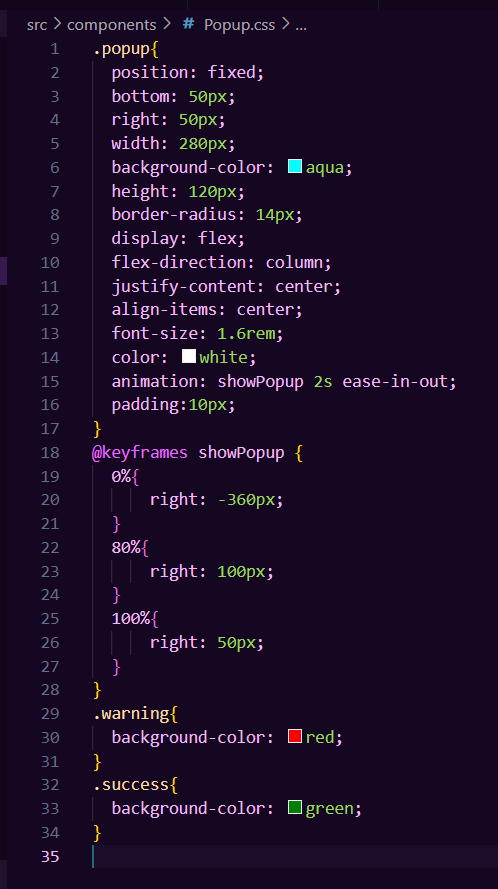 src > components > # Popup.css > ...
1 .popup{
2 position: fixed;
3 bottom: 50px;
4 right: 50px;
5 width: 280px;
6 background-color: aqua;
7 height: 120px;
8 border-radius: 14px;
9 display: flex;
10 flex-direction: column;
11 justify-content: center;
12 align-items: center;
13 font-size: 1.6rem;
14 color: white;
15 animation: showPopup 2s ease-in-out;
16 padding:10px;
17 }
18 @keyframes showPopup {
19 0%{
20 right: -360px;
21 }
22 80%{
23 right: 100px;
24 }
25 100%{
26 right: 50px;
27 }
28 }
29 .warning{
30 background-color: red;
31 }
32 .success{
33 background-color: green;
34 }
35